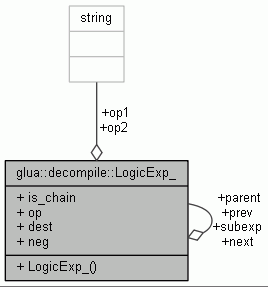 string
+op1
+op2
glua::decompile::LogicExp_
+ is_chain
+ op
+ dest
+ neg
+ LogicExp_()
+parent
+prev
+subexp
+next